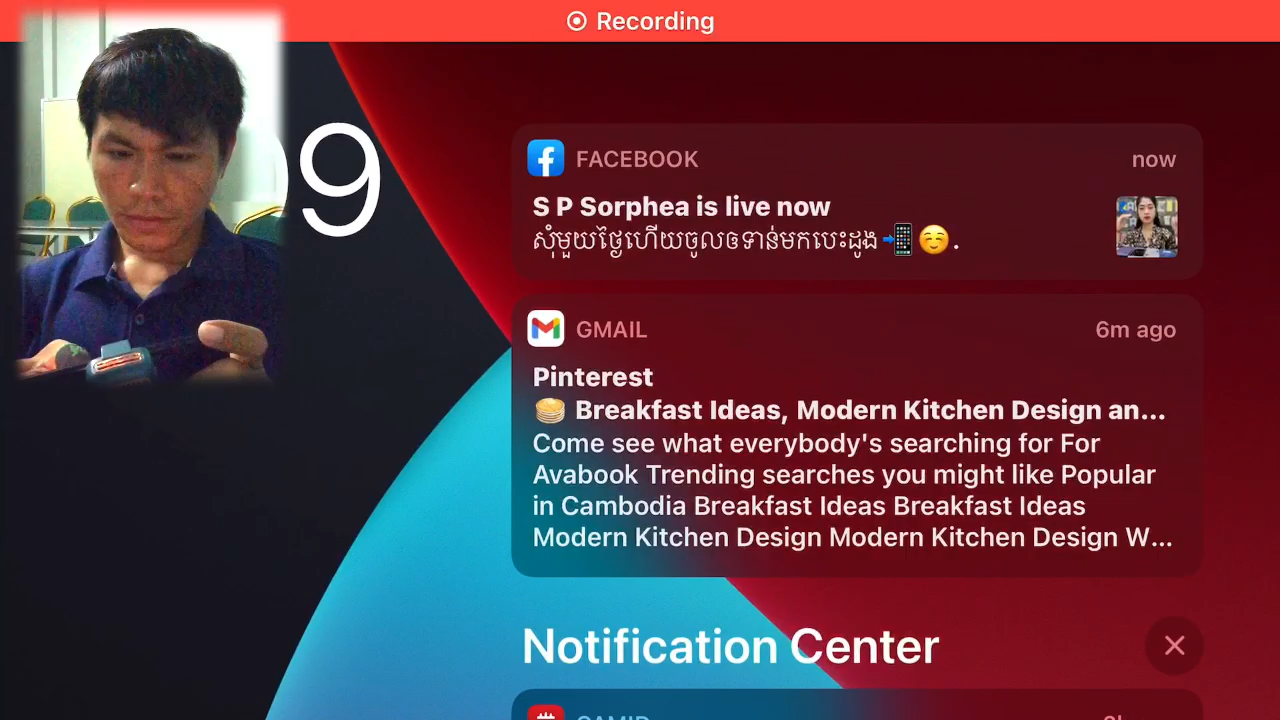 Recording
09
FACEBOOK
now
S P Sorphea is live now
សុំមួយថ្ងៃហើយចូលឲទាន់មកបេះដូង📲☺️.
GMAIL
6m ago
Pinterest
🥞 Breakfast Ideas, Modern Kitchen Design an...
Come see what everybody's searching for For
Avabook Trending searches you might like Popular
in Cambodia Breakfast Ideas Breakfast Ideas
Modern Kitchen Design Modern Kitchen Design W...
Notification Center